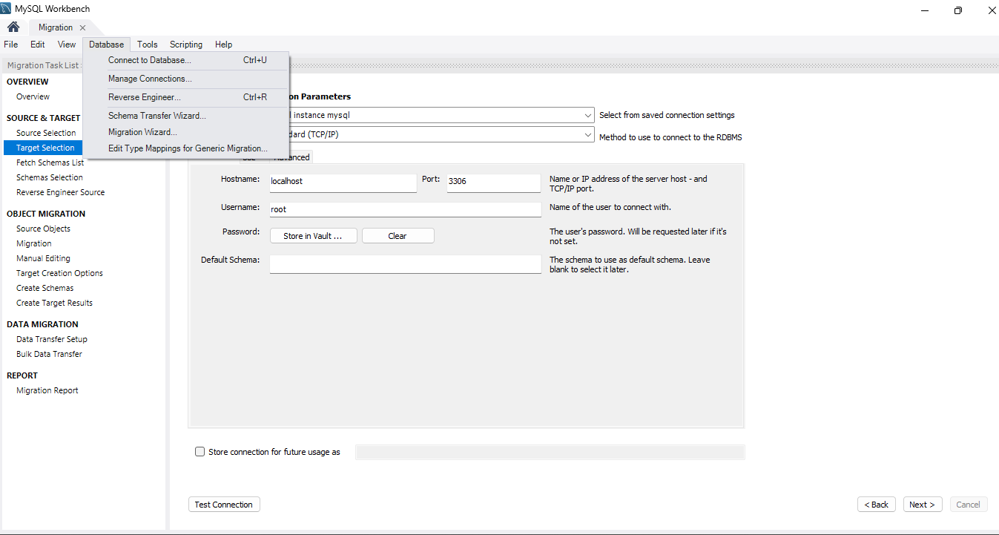 MySQL Workbench
Migration
File Edit View Database Tools Scripting Help
Connect to Database... Ctrl+U
Manage Connections...
Reverse Engineer... Ctrl+R
Schema Transfer Wizard...
Migration Wizard...
Edit Type Mappings for Generic Migration...
Migration Task List
OVERVIEW
Overview
SOURCE & TARGET
Source Selection
Target Selection
Fetch Schemas List
Schemas Selection
Reverse Engineer Source
OBJECT MIGRATION
Source Objects
Migration
Manual Editing
Target Creation Options
Create Schemas
Create Target Results
DATA MIGRATION
Data Transfer Setup
Bulk Data Transfer
REPORT
Migration Report
on Parameters
l instance mysql
Select from saved connection settings
dard (TCP/IP)
Method to use to connect to the RDBMS
Advanced
Hostname: localhost Port: 3306
Name or IP address of the server host - and
TCP/IP port.
Username: root
Name of the user to connect with.
Password: Store in Vault ... Clear
The user's password. Will be requested later if it's
not set.
Default Schema:
The schema to use as default schema. Leave
blank to select it later.
Store connection for future usage as
Test Connection
< Back Next > Cancel